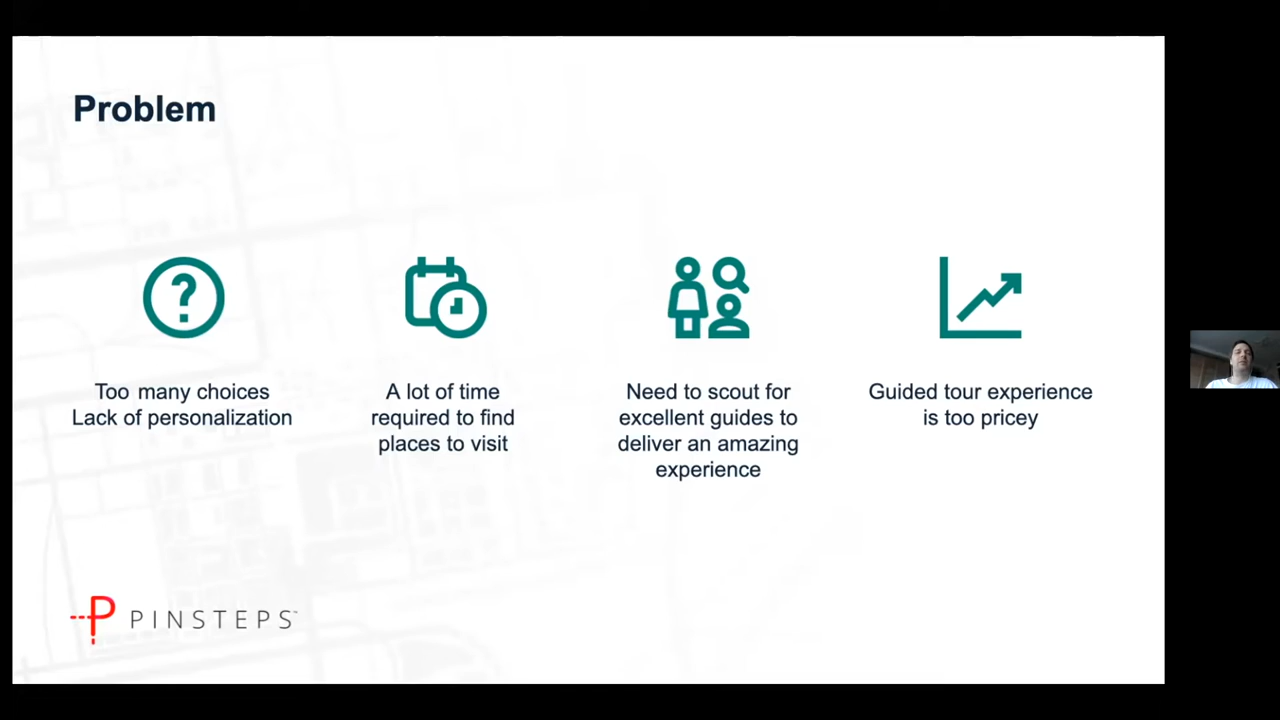 Problem
Too many choices
Lack of personalization
A lot of time
required to find
places to visit
Need to scout for
excellent guides to
deliver an amazing
experience
Guided tour experience
is too pricey
PINSTEPS™